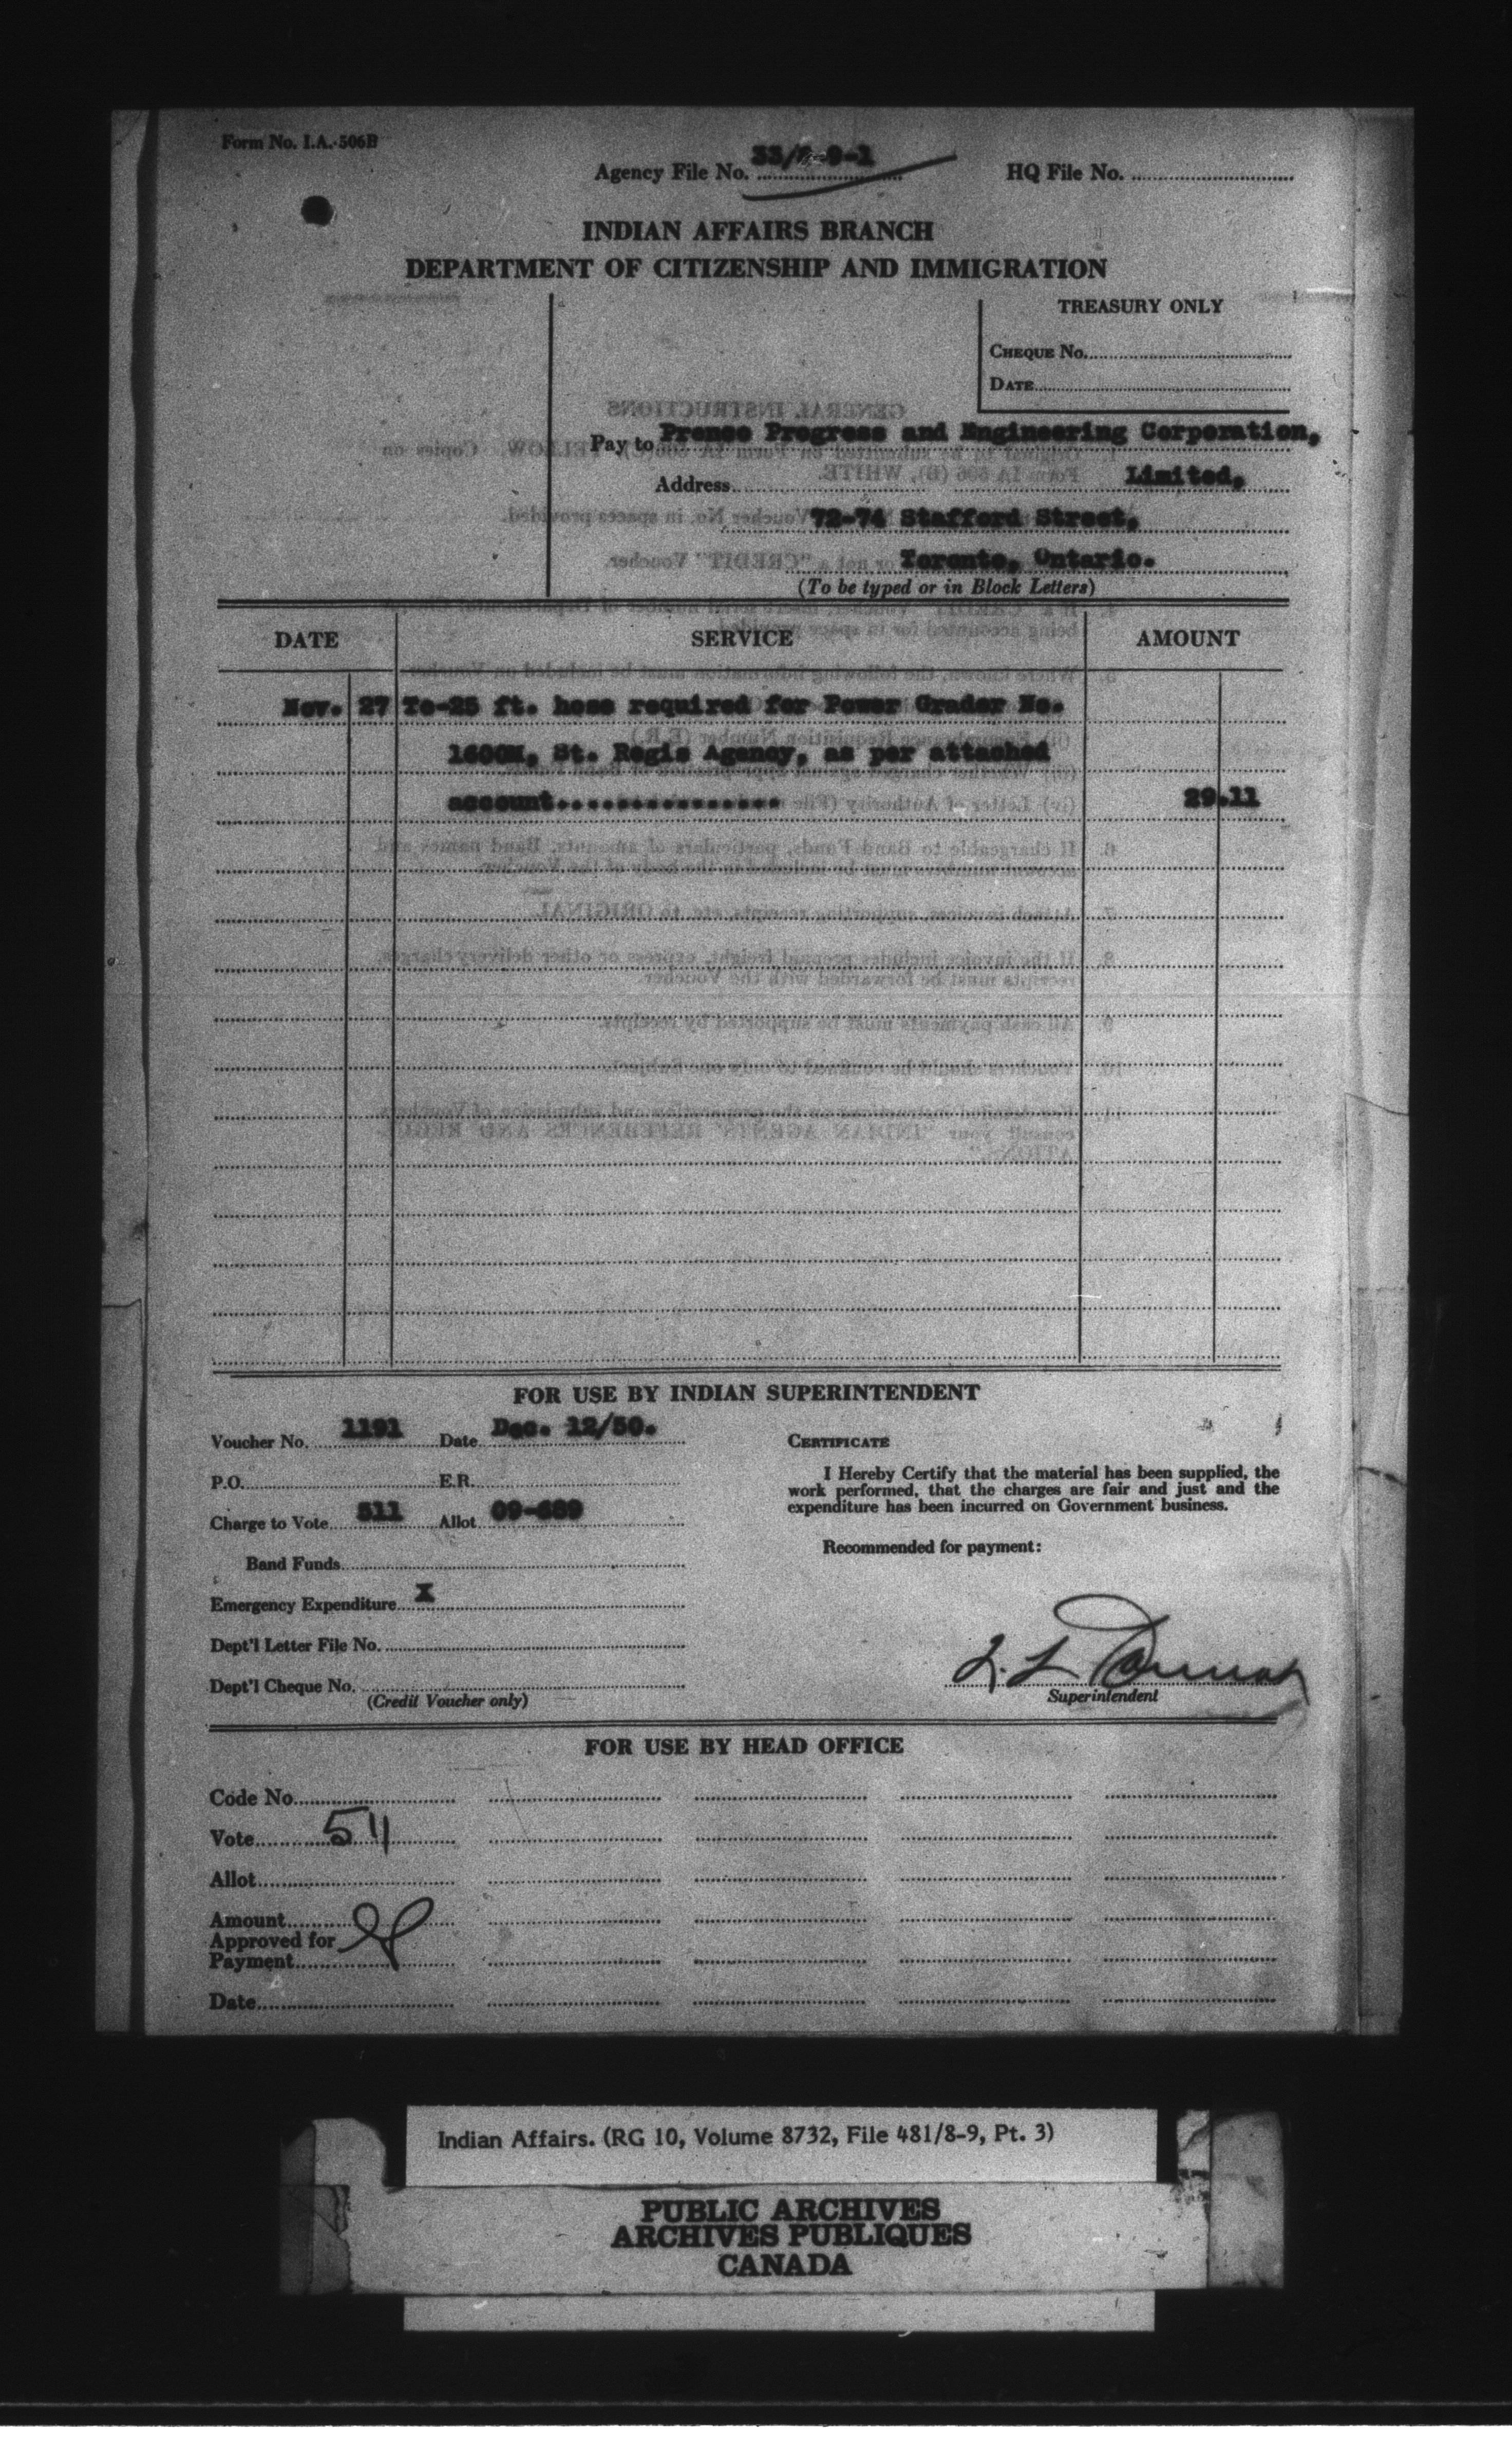 Form No. I.A. 506B
Agency File No. HQ File No.
INDIAN AFFAIRS BRANCH
DEPARTMENT OF CITIZENSHIP AND IMMIGRATION
TREASURY ONLY
CHEQUE No.
DATE
Pay to Progress and Engineering Corporation,
Address Limited,
72-74 Stafford Street,
Toronto, Ontario.
(To be typed or in Block Letters)
DATE SERVICE AMOUNT
Nov. 27 To-25 ft. hose required for Power Grader No.
St. Regis Agency, as per attached
account............... 29.11
FOR USE BY INDIAN SUPERINTENDENT
Voucher No. 1191 Date Dec. 12/50.
P.O. E.R.
Charge to Vote 511 Allot 09-689
Band Funds
Emergency Expenditure X
Dept'l Letter File No.
Dept'l Cheque No.
(Credit Voucher only)
CERTIFICATE
I Hereby Certify that the material has been supplied, the
work performed, that the charges are fair and just and the
expenditure has been incurred on Government business.
Recommended for payment:
Superintendent
FOR USE BY HEAD OFFICE
Code No.
Vote 511
Allot
Amount
Approved for
Payment
Date
Indian Affairs. (RG 10, Volume 8732, File 481/8-9, Pt. 3)
PUBLIC ARCHIVES
ARCHIVES PUBLIQUES
CANADA